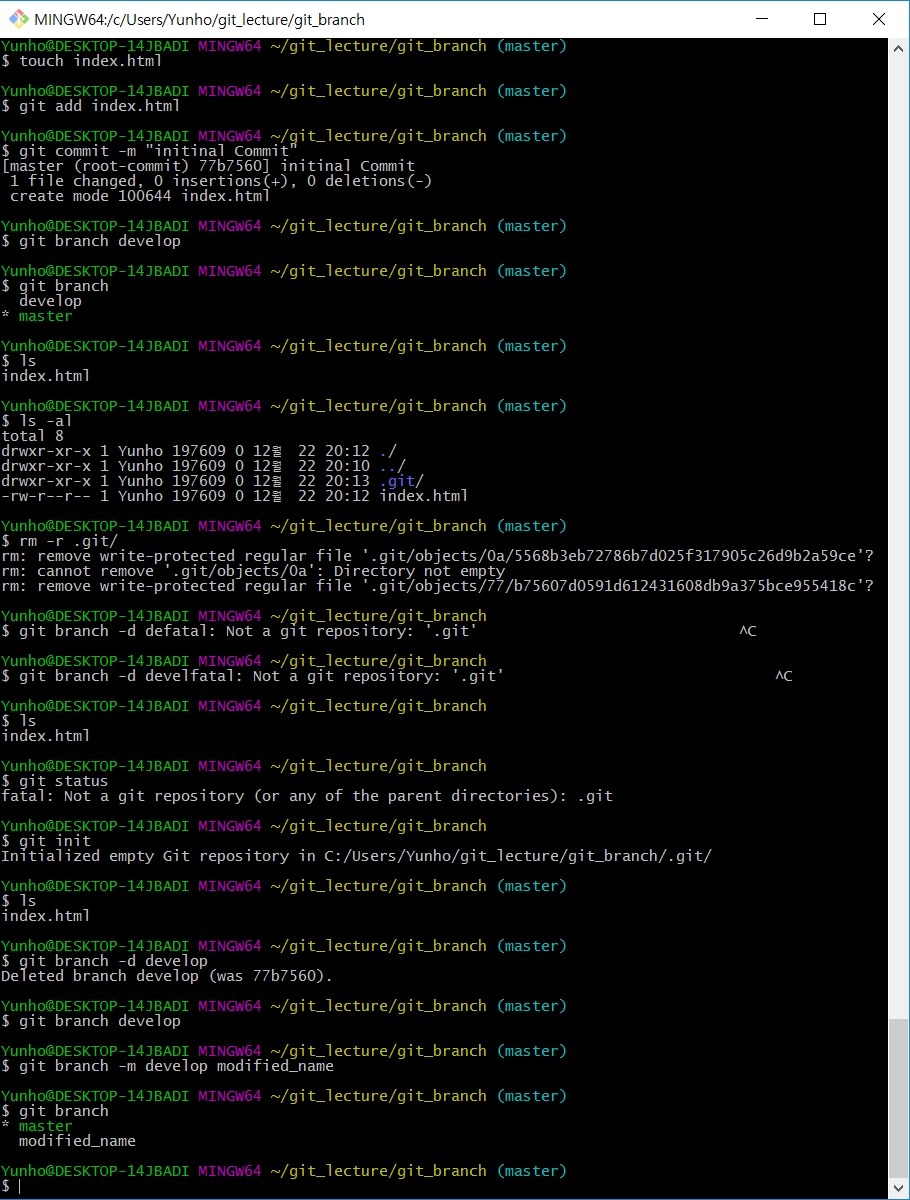 MINGW64:/c/Users/Yunho/git_lecture/git_branch
Yunho@DESKTOP-14JBADI MINGW64 ~/git_lecture/git_branch (master)
$ touch index.html
Yunho@DESKTOP-14JBADI MINGW64 ~/git_lecture/git_branch (master)
$ git add index.html
Yunho@DESKTOP-14JBADI MINGW64 ~/git_lecture/git_branch (master)
$ git commit -m "initinal Commit"
[master (root-commit) 77b7560] initinal Commit
 1 file changed, 0 insertions(+), 0 deletions(-)
 create mode 100644 index.html
Yunho@DESKTOP-14JBADI MINGW64 ~/git_lecture/git_branch (master)
$ git branch develop
Yunho@DESKTOP-14JBADI MINGW64 ~/git_lecture/git_branch (master)
$ git branch
  develop
* master
Yunho@DESKTOP-14JBADI MINGW64 ~/git_lecture/git_branch (master)
$ ls
index.html
Yunho@DESKTOP-14JBADI MINGW64 ~/git_lecture/git_branch (master)
$ ls -al
total 8
drwxr-xr-x 1 Yunho 197609 0 12월  22 20:12 ./
drwxr-xr-x 1 Yunho 197609 0 12월  22 20:10 ../
drwxr-xr-x 1 Yunho 197609 0 12월  22 20:13 .git/
-rw-r--r-- 1 Yunho 197609 0 12월  22 20:12 index.html
Yunho@DESKTOP-14JBADI MINGW64 ~/git_lecture/git_branch (master)
$ rm -r .git/
rm: remove write-protected regular file '.git/objects/0a/5568b3eb72786b7d025f317905c26d9b2a59ce'?
rm: cannot remove '.git/objects/0a': Directory not empty
rm: remove write-protected regular file '.git/objects/77/b75607d0591d612431608db9a375bce955418c'?
Yunho@DESKTOP-14JBADI MINGW64 ~/git_lecture/git_branch
$ git branch -d defatal: Not a git repository: '.git' ^C
Yunho@DESKTOP-14JBADI MINGW64 ~/git_lecture/git_branch
$ git branch -d develfatal: Not a git repository: '.git' ^C
Yunho@DESKTOP-14JBADI MINGW64 ~/git_lecture/git_branch
$ ls
index.html
Yunho@DESKTOP-14JBADI MINGW64 ~/git_lecture/git_branch
$ git status
fatal: Not a git repository (or any of the parent directories): .git
Yunho@DESKTOP-14JBADI MINGW64 ~/git_lecture/git_branch
$ git init
Initialized empty Git repository in C:/Users/Yunho/git_lecture/git_branch/.git/
Yunho@DESKTOP-14JBADI MINGW64 ~/git_lecture/git_branch (master)
$ ls
index.html
Yunho@DESKTOP-14JBADI MINGW64 ~/git_lecture/git_branch (master)
$ git branch -d develop
Deleted branch develop (was 77b7560).
Yunho@DESKTOP-14JBADI MINGW64 ~/git_lecture/git_branch (master)
$ git branch develop
Yunho@DESKTOP-14JBADI MINGW64 ~/git_lecture/git_branch (master)
$ git branch -m develop modified_name
Yunho@DESKTOP-14JBADI MINGW64 ~/git_lecture/git_branch (master)
$ git branch
* master
  modified_name
Yunho@DESKTOP-14JBADI MINGW64 ~/git_lecture/git_branch (master)
$